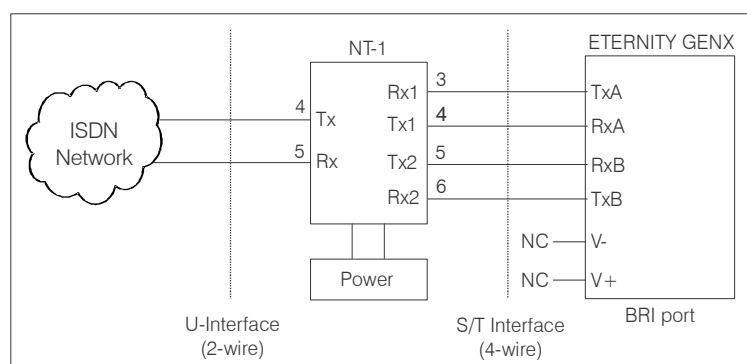 NT-1
ETERNITY GENX
ISDN
Network
4
5
Tx
Rx
Rx1
Tx1
Tx2
Rx2
3
4
5
6
TxA
RxA
RxB
TxB
NC
V-
NC
V+
Power
BRI port
U-Interface
(2-wire)
S/T Interface
(4-wire)